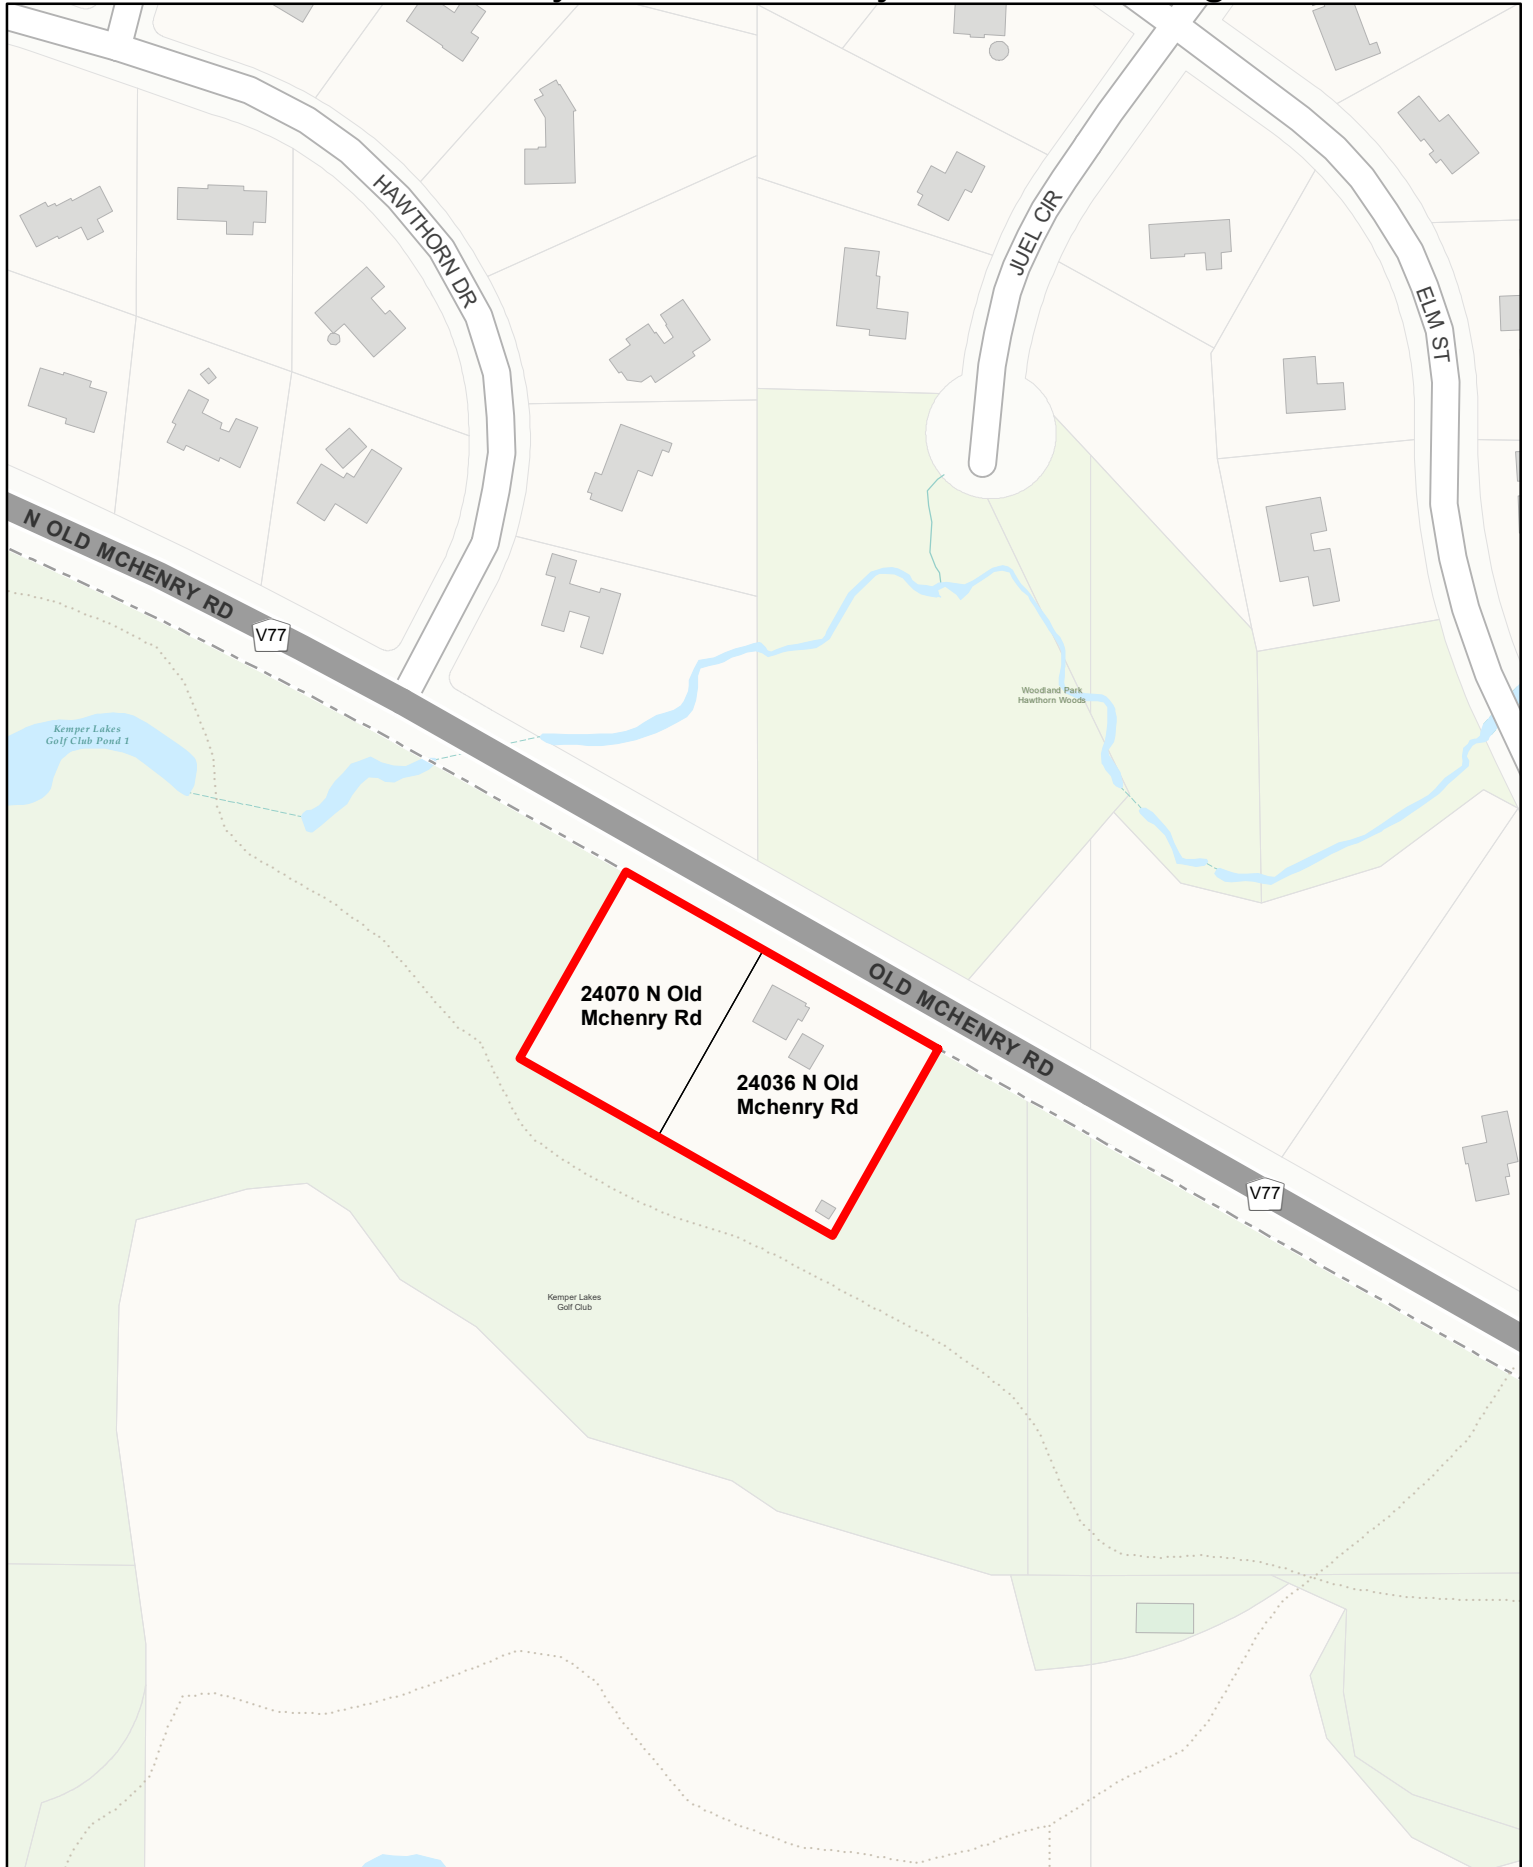 HAWTHORN DR
JUEL CIR
ELM ST
N OLD MCHENRY RD
V77
Woodland Park
Hawthorn Woods
Kemper Lakes
Golf Club Pond 1
24070 N Old
Mchenry Rd
OLD MCHENRY RD
24036 N Old
Mchenry Rd
V77
Kemper Lakes
Golf Club